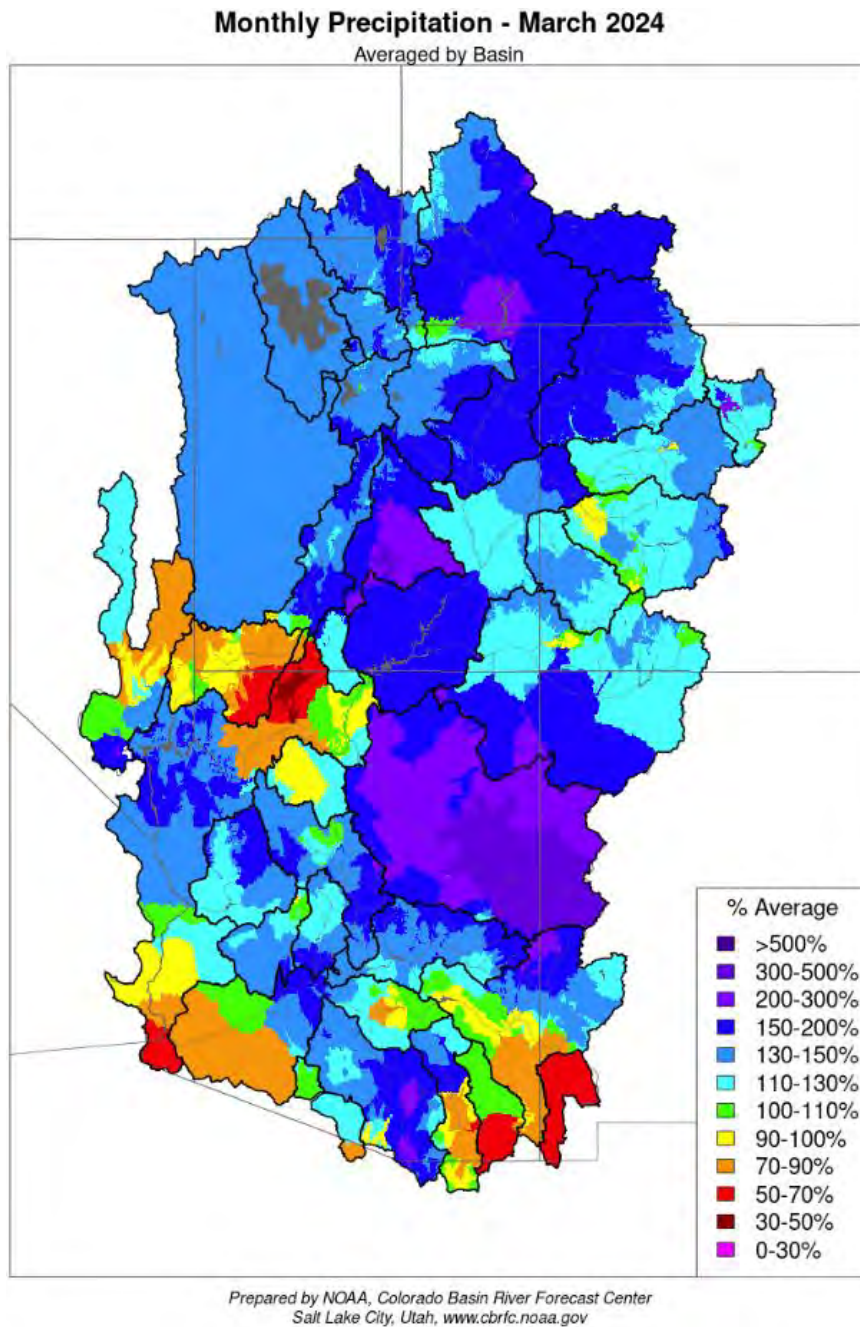 Monthly Precipitation - March 2024
Averaged by Basin
% Average
>500%
300-500%
200-300%
150-200%
130-150%
110-130%
100-110%
90-100%
70-90%
50-70%
30-50%
0-30%
Prepared by NOAA, Colorado Basin River Forecast Center
Salt Lake City, Utah, www.cbrfc.noaa.gov